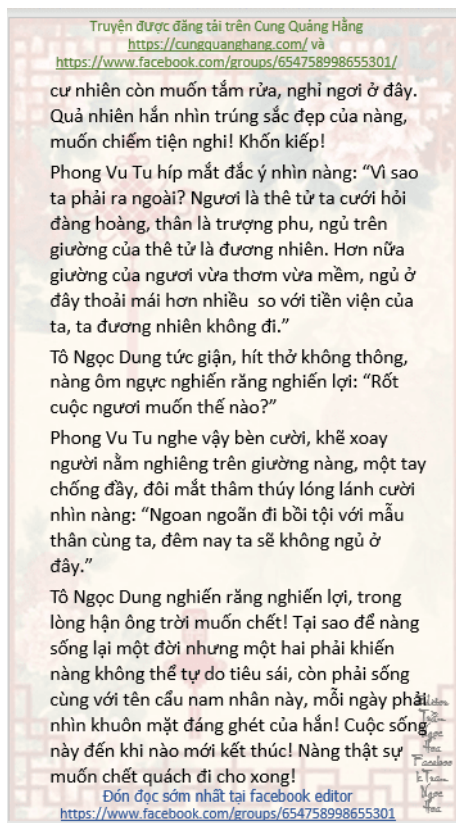 Truyện được đăng tải trên Cung Quảng Hằng
https://cungquanghang.com/ và
https://www.facebook.com/groups/654758998655301/
cư nhiên còn muốn tắm rửa, nghỉ ngơi ở đây.
Quả nhiên hắn nhìn trúng sắc đẹp của nàng,
muốn chiếm tiện nghi! Khốn kiếp!
Phong Vu Tu híp mắt đắc ý nhìn nàng: “Vì sao
ta phải ra ngoài? Ngươi là thê tử ta cưới hỏi
đàng hoàng, thân là trượng phu, ngủ trên
giường của thê tử là đương nhiên. Hơn nữa
giường của ngươi vừa thơm vừa mềm, ngủ ở
đây thoải mái hơn nhiều so với tiền viện của
ta, ta đương nhiên không đi.”
Tô Ngọc Dung tức giận, hít thở không thông,
nàng ôm ngực nghiến răng nghiến lợi: “Rốt
cuộc ngươi muốn thế nào?”
Phong Vu Tu nghe vậy bèn cười, khẽ xoay
người nằm nghiêng trên giường nàng, một tay
chống đầy, đôi mắt thâm thúy lóng lánh cười
nhìn nàng: “Ngoan ngoãn đi bồi tội với mẫu
thân cùng ta, đêm nay ta sẽ không ngủ ở
đây.”
Tô Ngọc Dung nghiến răng nghiến lợi, trong
lòng hận ông trời muốn chết! Tại sao để nàng
sống lại một đời nhưng một hai phải khiến
nàng không thể tự do tiêu sái, còn phải sống
cùng với tên cẩu nam nhân này, mỗi ngày phải
nhìn khuôn mặt đáng ghét của hắn! Cuộc sống
này đến khi nào mới kết thúc! Nàng thật sự
muốn chết quách đi cho xong!
Editor
Trần
Ngọc
Hoa
Faceboo
k Trần
Ngọc
Hoa
Đón đọc sớm nhất tại facebook editor
https://www.facebook.com/groups/654758998655301